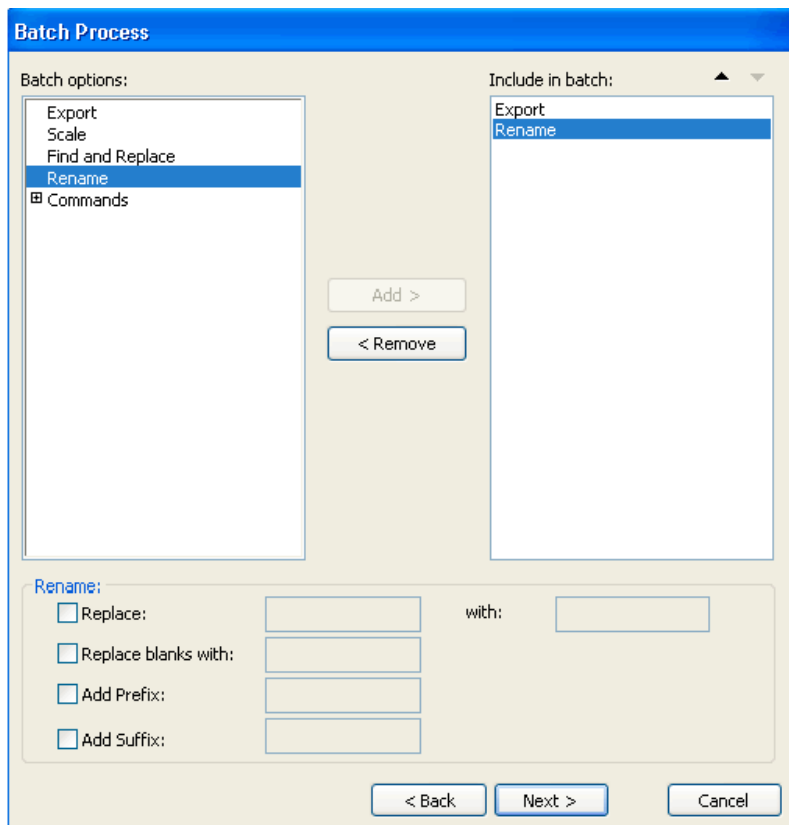 Batch Process
Batch options:
Include in batch:
Export
Scale
Find and Replace
Rename
Commands
Export
Rename
Add >
< Remove
Rename:
Replace:
with:
Replace blanks with:
Add Prefix:
Add Suffix:
< Back
Next >
Cancel